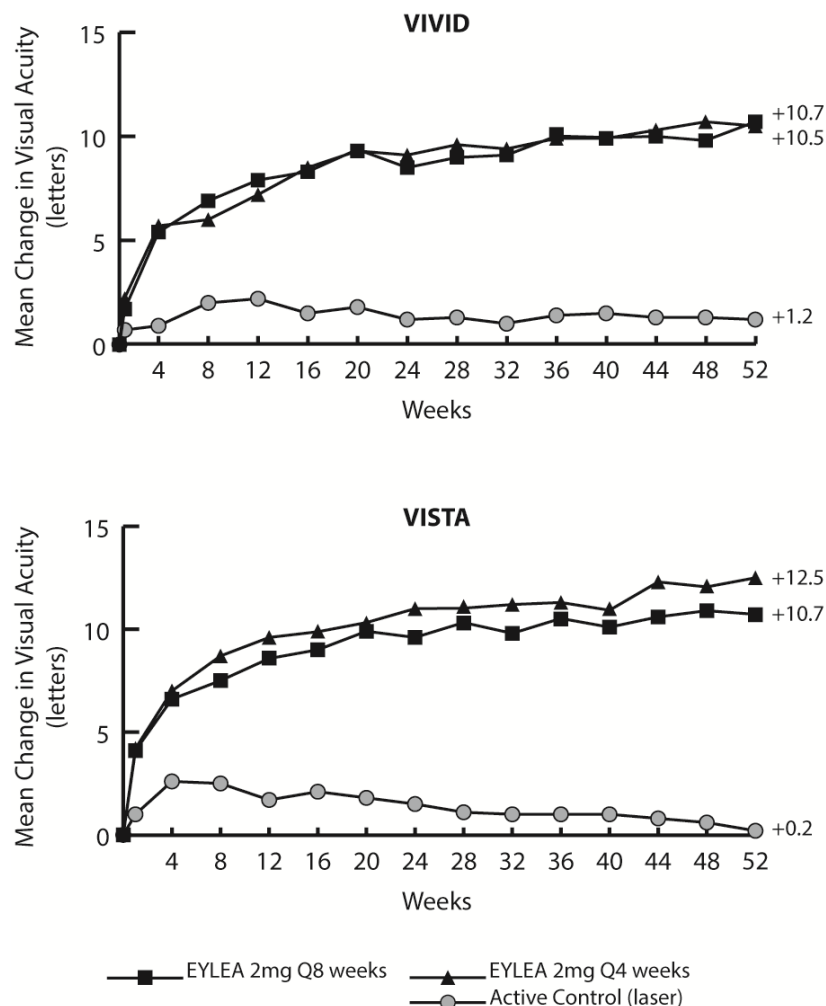 VIVID
15
10
5
0
Mean Change in Visual Acuity
(letters)
+10.7
+10.5
+1.2
4 8 12 16 20 24 28 32 36 40 44 48 52
Weeks
VISTA
15
10
5
0
Mean Change in Visual Acuity
(letters)
+12.5
+10.7
+0.2
4 8 12 16 20 24 28 32 36 40 44 48 52
Weeks
EYLEA 2mg Q8 weeks
EYLEA 2mg Q4 weeks
Active Control (laser)